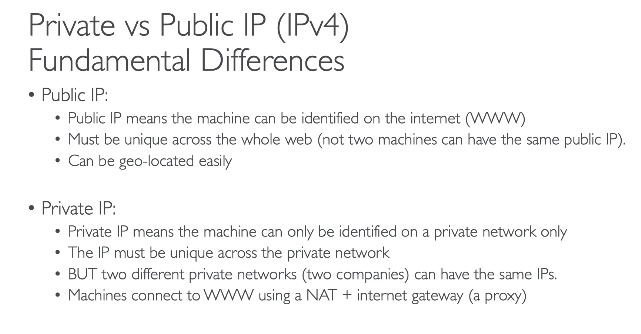 Private vs Public IP (IPv4)
Fundamental Differences
• Public IP:
• Public IP means the machine can be identified on the internet (WWW)
• Must be unique across the whole web (not two machines can have the same public IP).
• Can be geo-located easily
• Private IP:
• Private IP means the machine can only be identified on a private network only
• The IP must be unique across the private network
• BUT two different private networks (two companies) can have the same IPs.
• Machines connect to WWW using a NAT + internet gateway (a proxy)